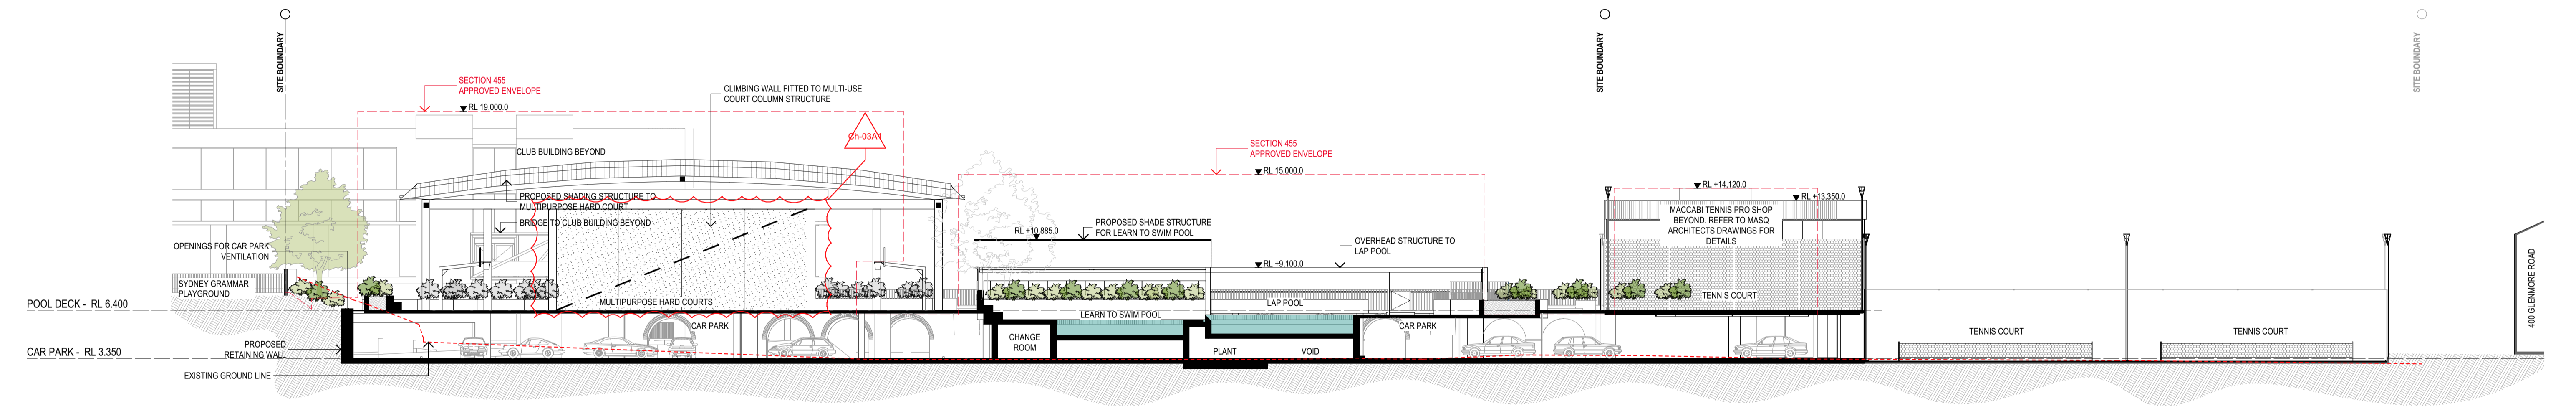 SITE BOUNDARY
SECTION 455
APPROVED ENVELOPE
RL 19,000.0
CLIMBING WALL FITTED TO MULTI-USE
COURT COLUMN STRUCTURE
Ch-03A1
CLUB BUILDING BEYOND
PROPOSED SHADING STRUCTURE TO
MULTIPURPOSE HARD COURT
BRIDGE TO CLUB BUILDING BEYOND
OPENINGS FOR CAR PARK
VENTILATION
SYDNEY GRAMMAR
PLAYGROUND
POOL DECK - RL 6.400
MULTIPURPOSE HARD COURTS
CAR PARK
PROPOSED
RETAINING WALL
CAR PARK - RL 3.350
EXISTING GROUND LINE
SECTION 455
APPROVED ENVELOPE
RL 15,000.0
PROPOSED SHADE STRUCTURE
FOR LEARN TO SWIM POOL
RL +10,885.0
OVERHEAD STRUCTURE TO
LAP POOL
RL +9,100.0
LAP POOL
LEARN TO SWIM POOL
CHANGE
ROOM
PLANT
VOID
CAR PARK
SITE BOUNDARY
RL +14,120.0
RL +13,350.0
MACCABI TENNIS PRO SHOP
BEYOND. REFER TO MASQ
ARCHITECTS DRAWINGS FOR
DETAILS
TENNIS COURT
TENNIS COURT
TENNIS COURT
SITE BOUNDARY
400 GLENMORE ROAD